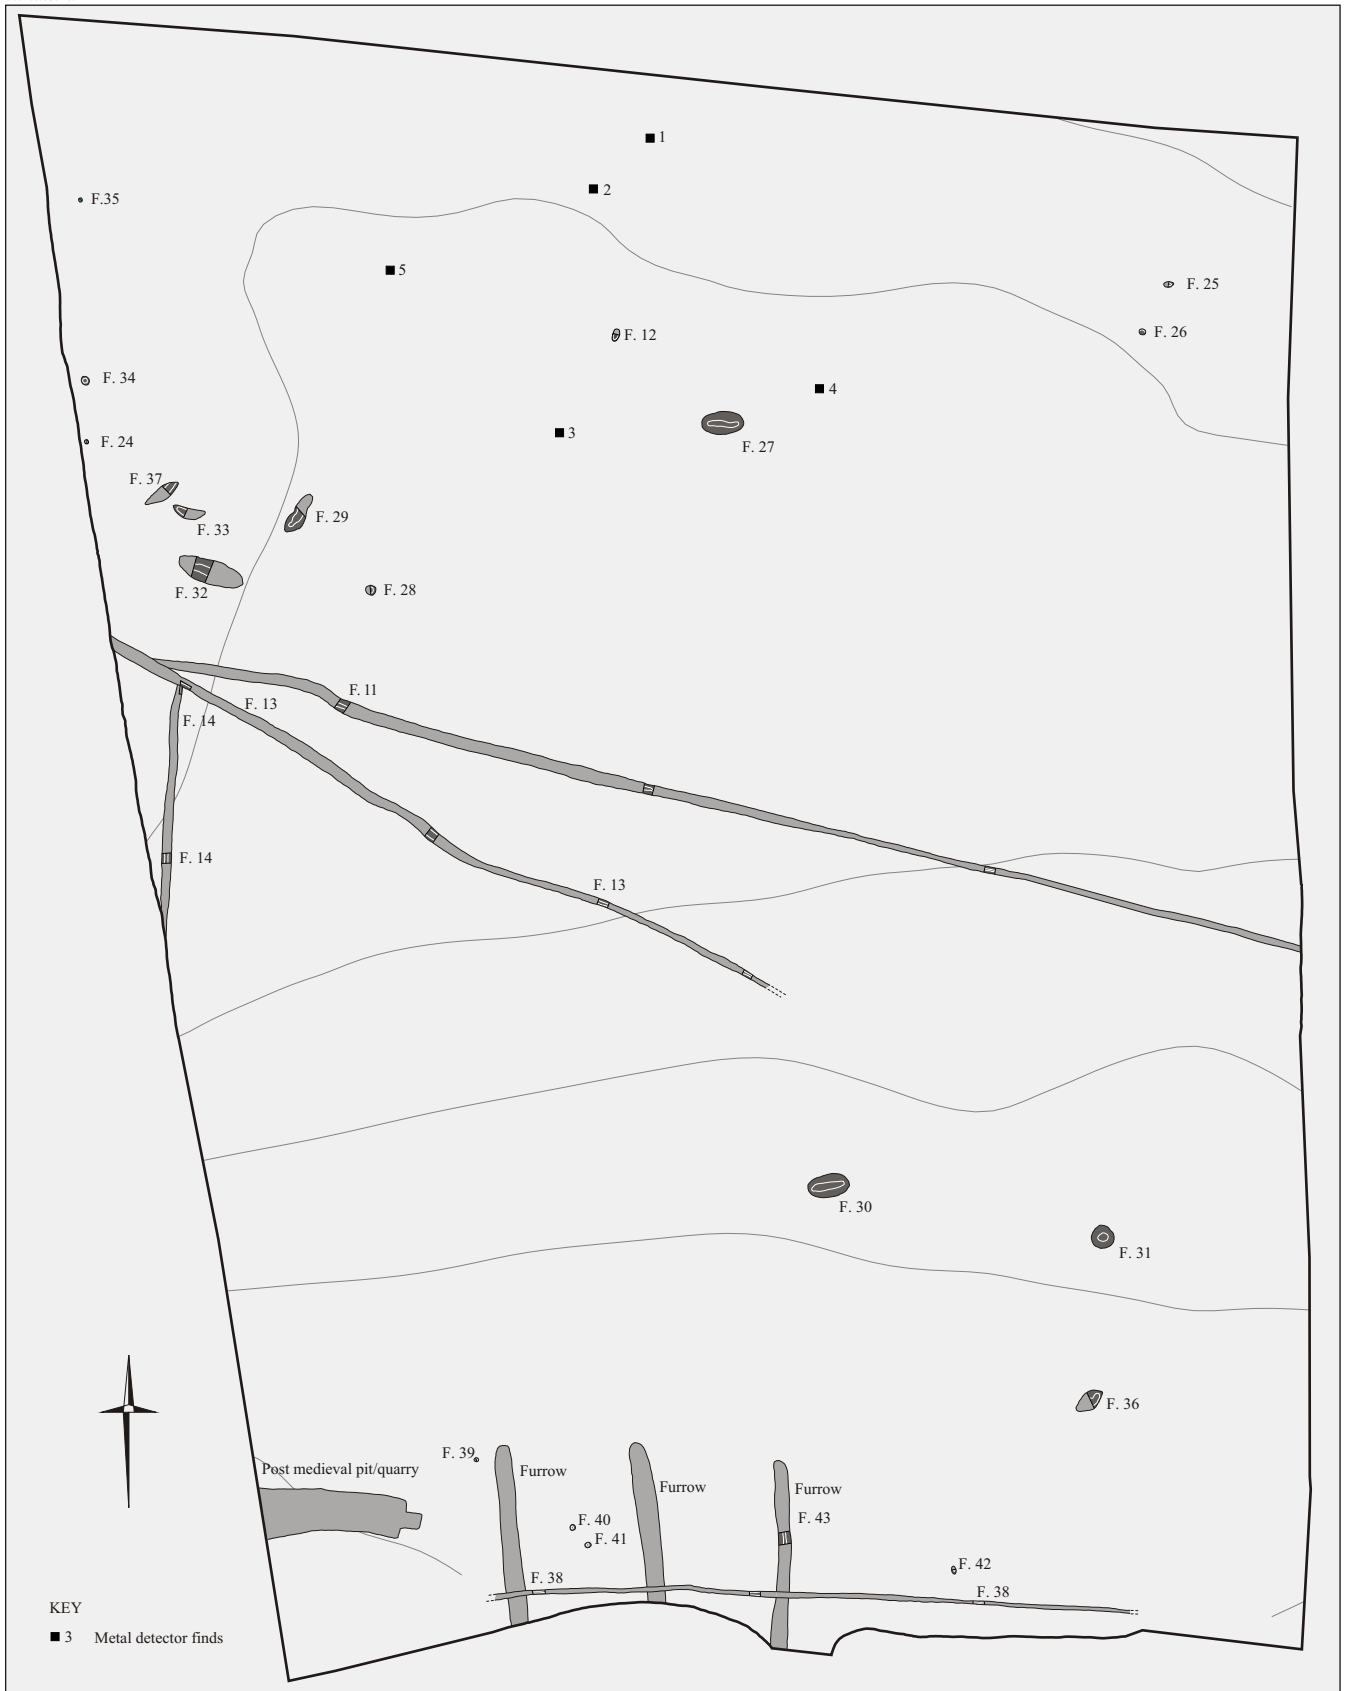 1
2
F.35
5
F. 25
F. 12
F. 26
F. 34
4
3
F. 24
F. 27
F. 37
F. 29
F. 33
F. 32
F. 28
F. 11
F. 13
F. 14
F. 14
F. 13
F. 30
F. 31
F. 36
F. 39
Post medieval pit/quarry
Furrow
Furrow
Furrow
F. 43
F. 40
F. 41
F. 42
F. 38
F. 38
KEY
3 Metal detector finds